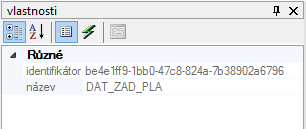 vlastnosti
Různé
identifikátor be4e1ff9-1bb0-47c8-824a-7b38902a6796
název DAT_ZAD_PLA